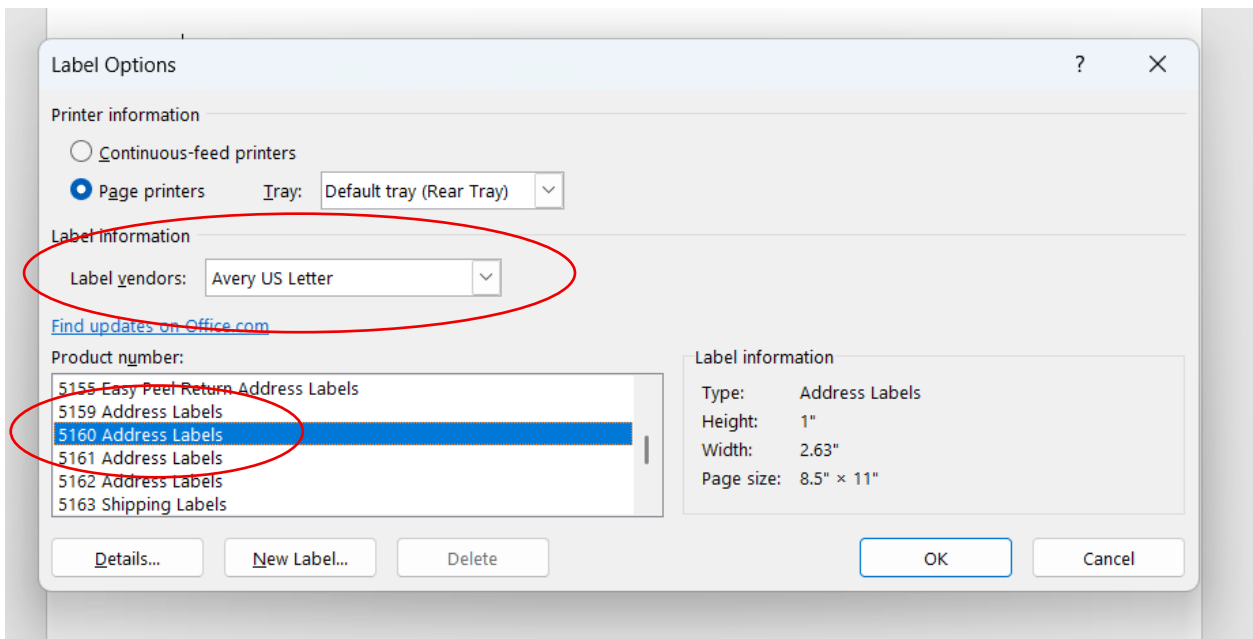 Label Options ?
Printer information
Continuous-feed printers
Page printers Tray: Default tray (Rear Tray)
Label information
Label vendors: Avery US Letter
Find updates on Office.com
Product number:
5155 Easy Peel Return Address Labels
5159 Address Labels
5160 Address Labels
5161 Address Labels
5162 Address Labels
5163 Shipping Labels
Label information
Type: Address Labels
Height: 1"
Width: 2.63"
Page size: 8.5" × 11"
Details... New Label... Delete OK Cancel